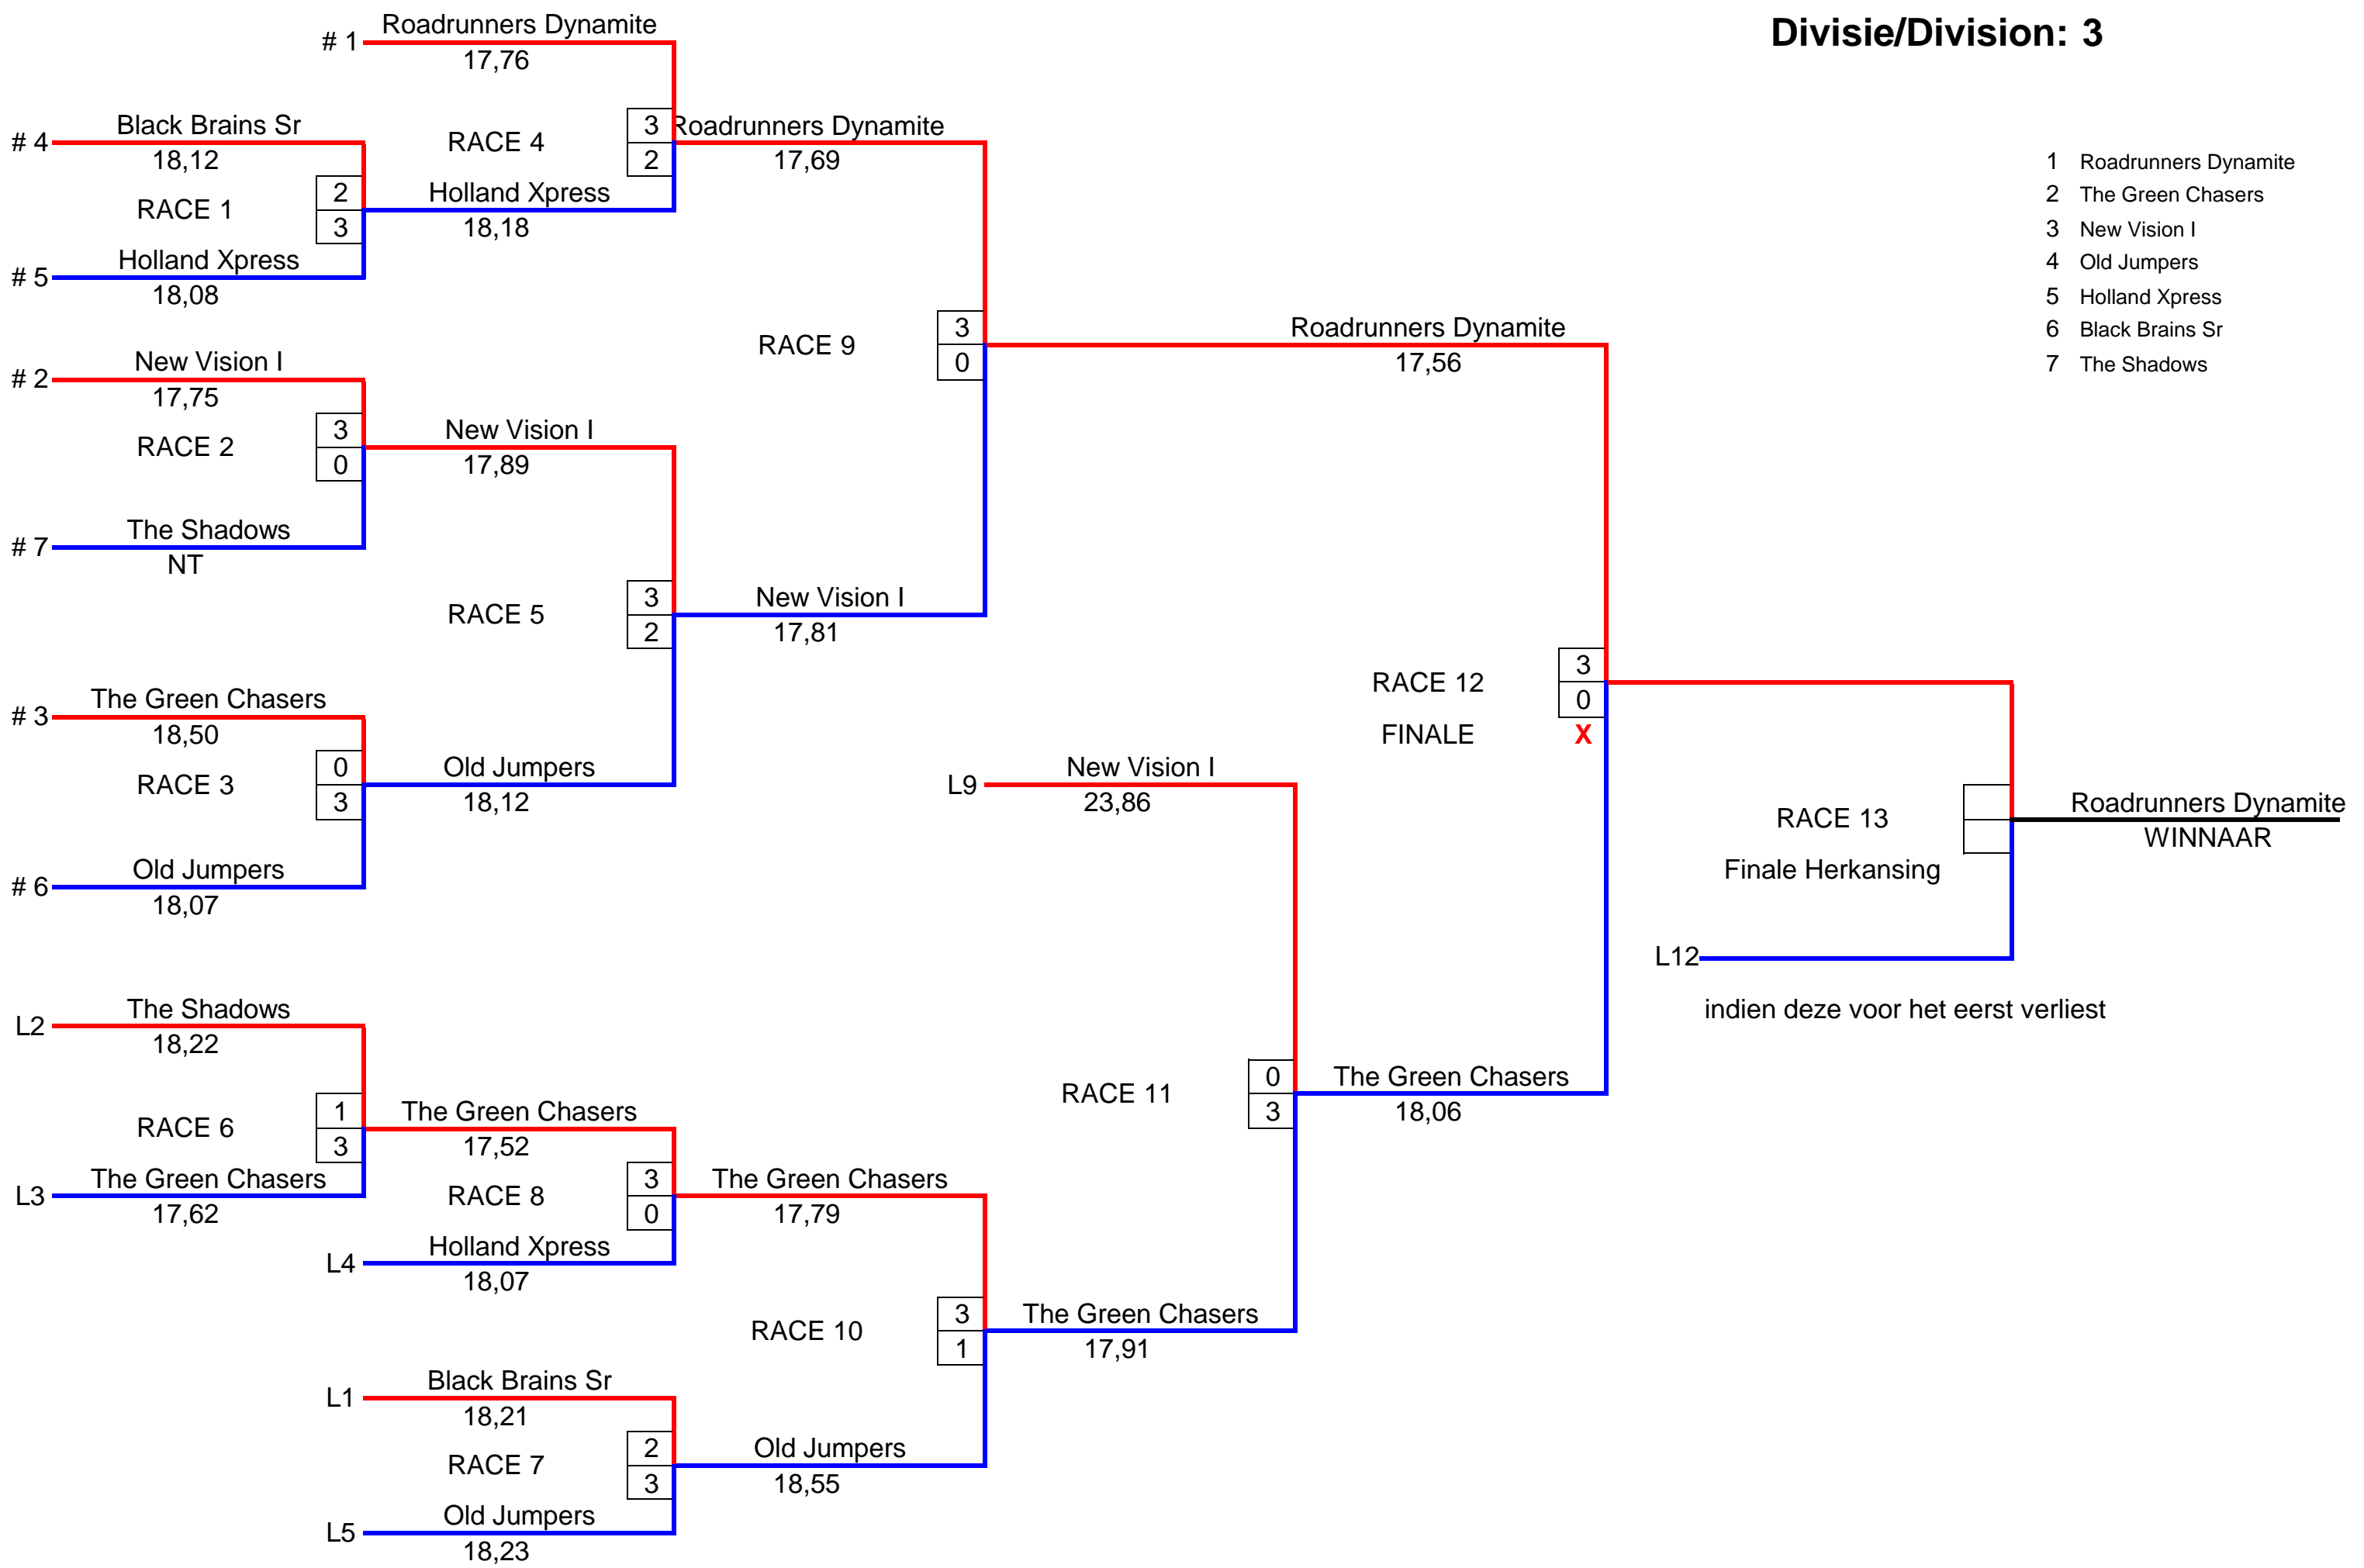 Divisie/Division: 3
1 Roadrunners Dynamite
2 The Green Chasers
3 New Vision I
4 Old Jumpers
5 Holland Xpress
6 Black Brains Sr
7 The Shadows
# 1 Roadrunners Dynamite
17,76
# 4 Black Brains Sr
18,12
RACE 1
2
3
# 5 Holland Xpress
18,08
RACE 4
3
2
Holland Xpress
18,18
Roadrunners Dynamite
17,69
# 2 New Vision I
17,75
RACE 2
3
0
# 7 The Shadows
NT
New Vision I
17,89
RACE 5
3
2
# 3 The Green Chasers
18,50
RACE 3
0
3
# 6 Old Jumpers
18,07
Old Jumpers
18,12
New Vision I
17,81
RACE 9
3
0
Roadrunners Dynamite
17,56
RACE 12
3
0
FINALE
X
L9 New Vision I
23,86
RACE 11
0
3
The Green Chasers
18,06
RACE 13
Finale Herkansing
Roadrunners Dynamite
WINNAAR
L12
indien deze voor het eerst verliest
L2 The Shadows
18,22
RACE 6
1
3
L3 The Green Chasers
17,62
The Green Chasers
17,52
RACE 8
3
0
L4 Holland Xpress
18,07
The Green Chasers
17,79
RACE 10
3
1
The Green Chasers
17,91
L1 Black Brains Sr
18,21
RACE 7
2
3
L5 Old Jumpers
18,23
Old Jumpers
18,55